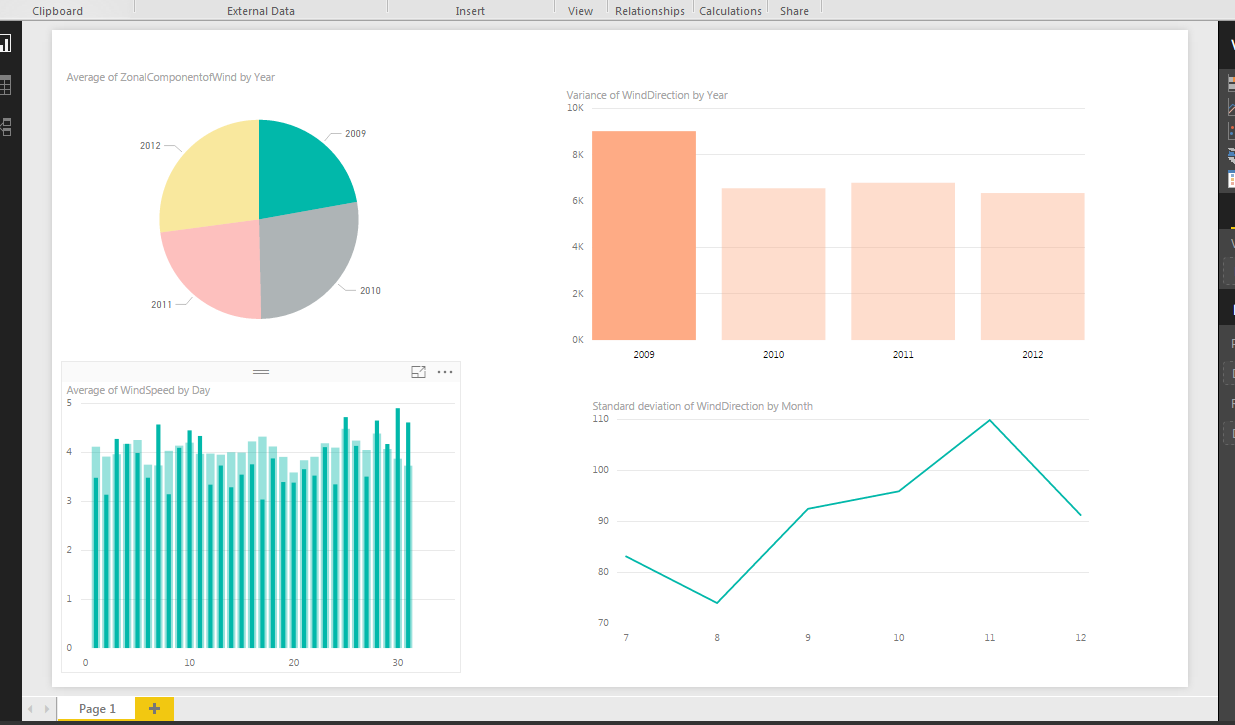 Clipboard External Data Insert View Relationships Calculations Share
Average of ZonalComponentofWind by Year
2009
2012
2010
2011
Variance of WindDirection by Year
10K
8K
6K
4K
2K
0K
2009 2010 2011 2012
Average of WindSpeed by Day
5
4
3
2
1
0
0 10 20 30
Standard deviation of WindDirection by Month
110
100
90
80
70
7 8 9 10 11 12
Page 1